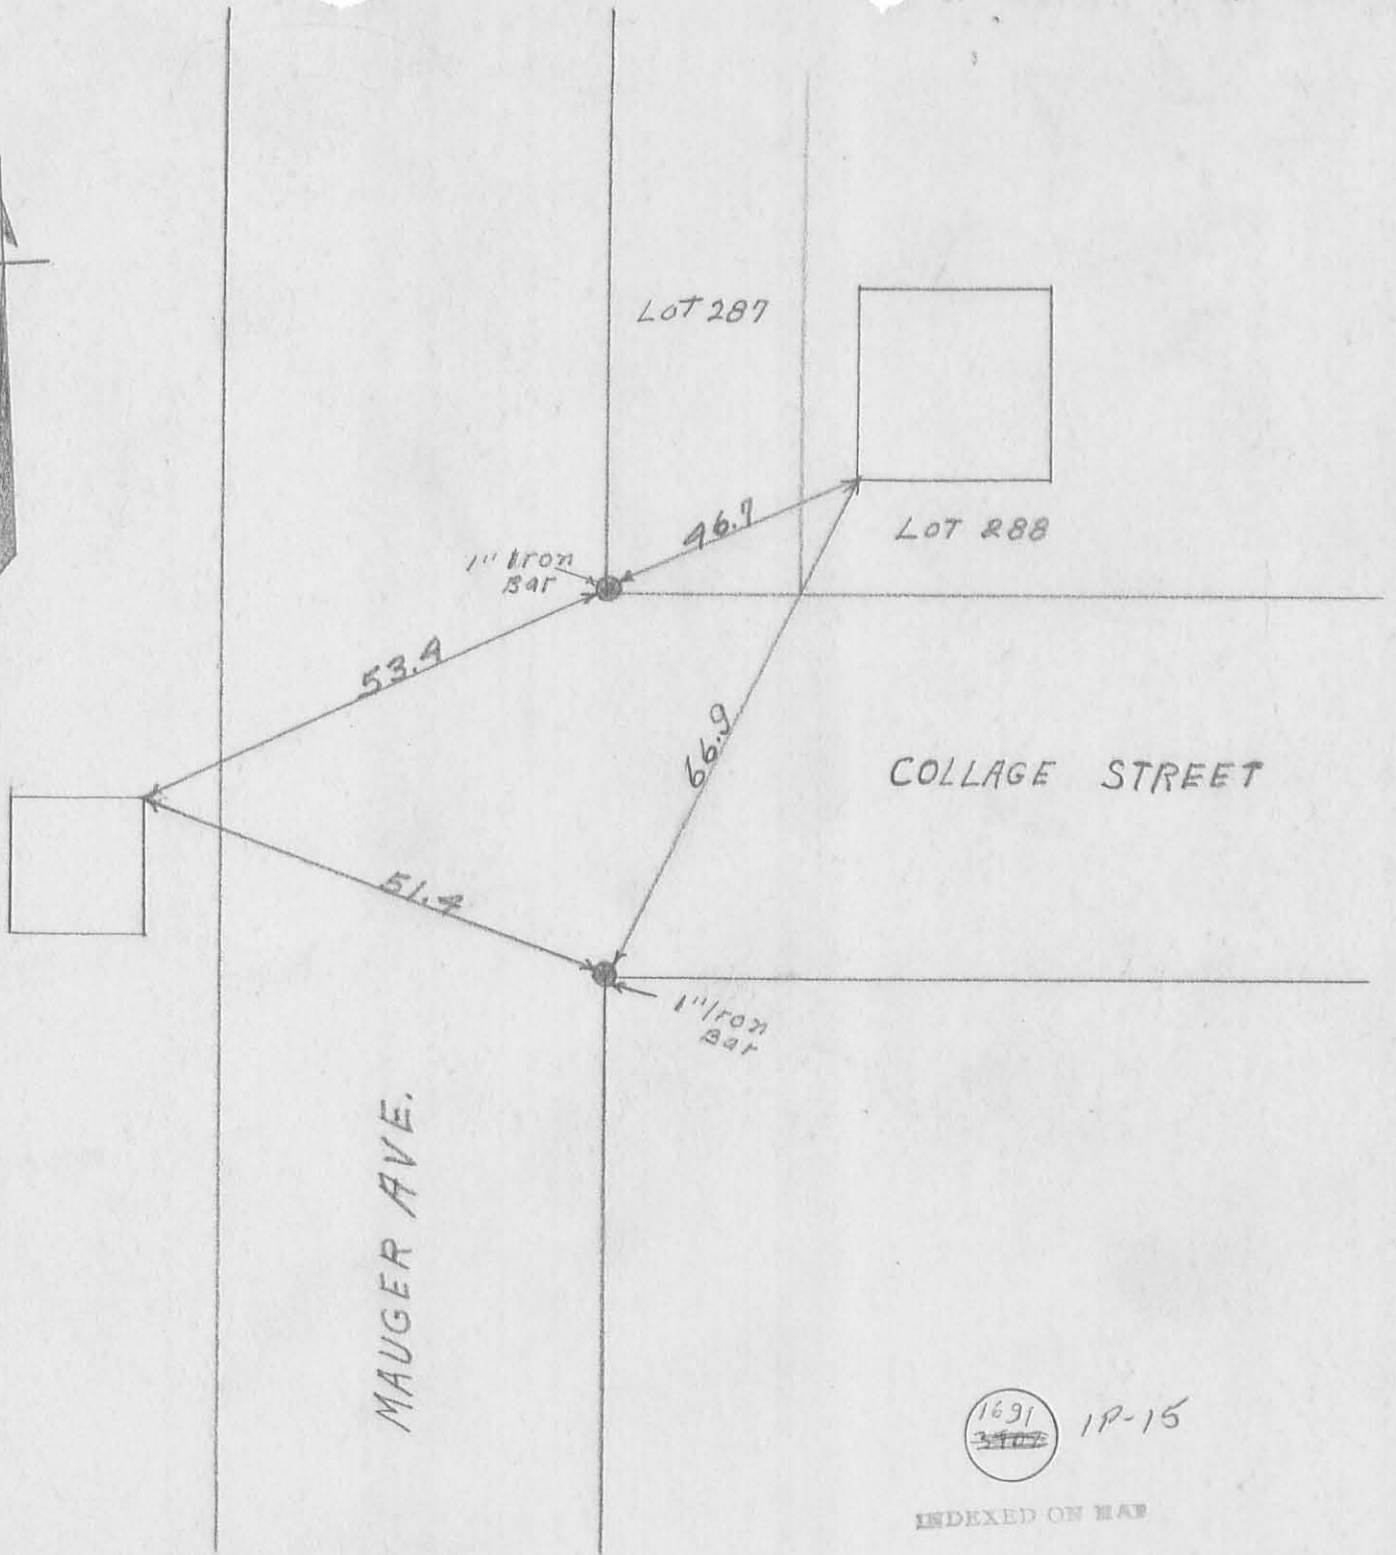 LOT 287
LOT 288
46.7
1" Iron
Bar
53.4
66.9
COLLAGE STREET
51.4
1" Iron
Bar
MAUGER AVE.
1691
1P-15
INDEXED ON MAP